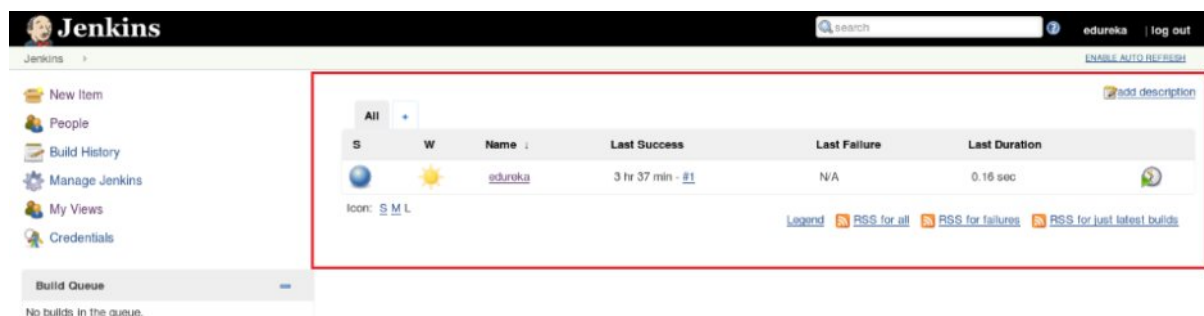 Jenkins
search
edureka | log out
Jenkins
ENABLE AUTO REFRESH
New Item
People
Build History
Manage Jenkins
My Views
Credentials
Build Queue
No builds in the queue.
add description
All +
S W Name ↓ Last Success Last Failure Last Duration
edureka 3 hr 37 min - #1 N/A 0.16 sec
Icon: S M L
Legend RSS for all RSS for failures RSS for just latest builds